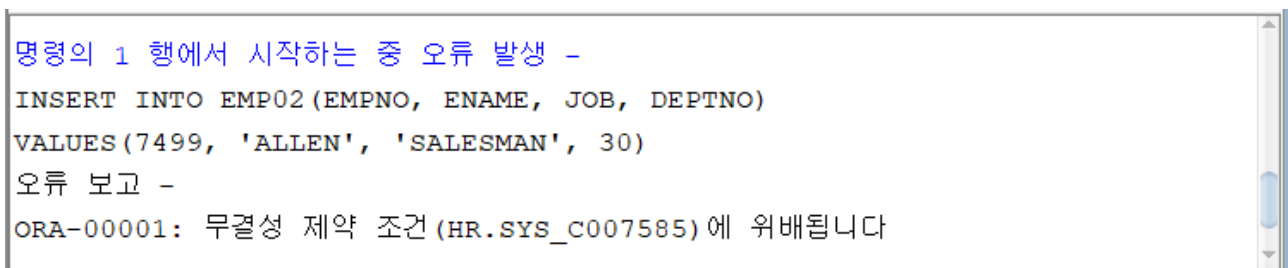 명령의 1 행에서 시작하는 중 오류 발생 -
INSERT INTO EMP02(EMPNO, ENAME, JOB, DEPTNO)
VALUES(7499, 'ALLEN', 'SALESMAN', 30)
오류 보고 -
ORA-00001: 무결성 제약 조건(HR.SYS_C007585)에 위배됩니다